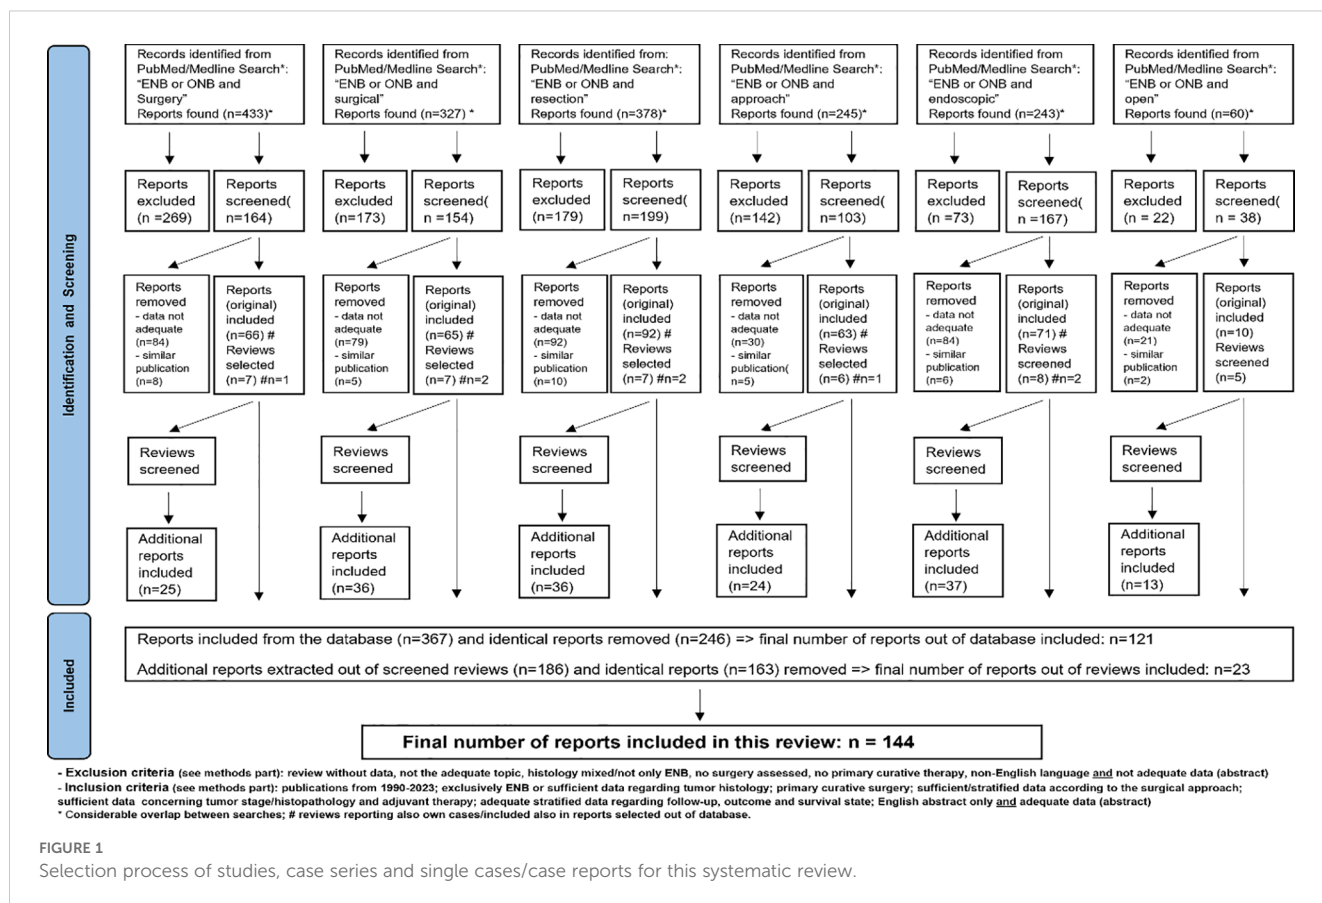 Identification and Screening
Included
Records identified from
PubMed/Medline Search*:
"ENB or ONB and
Surgery"
Reports found (n=433)*
Records identified from
PubMed/Medline Search*:
"ENB or ONB and
surgical"
Reports found (n=327) *
Records identified from:
PubMed/Medline Search*:
"ENB or ONB and
resection"
Reports found (n=378)*
Records identified from
PubMed/Medline Search*:
"ENB or ONB and
approach"
Reports found (n=245)*
Records identified from
PubMed/Medline Search*:
"ENB or ONB and
endoscopic"
Reports found (n=243)*
Records identified from
PubMed/Medline Search*:
"ENB or ONB and
open"
Reports found (n=60)*
Reports
excluded
(n =269)
Reports
screened(
n=164)
Reports
excluded
(n=173)
Reports
screened(
n =154)
Reports
excluded
(n=179)
Reports
screened(
n=199)
Reports
excluded
(n=142)
Reports
screened(
n=103)
Reports
excluded
(n =73)
Reports
screened(
n =167)
Reports
excluded
(n = 22)
Reports
screened(
n = 38)
Reports
removed
- data not
adequate
(n=84)
- similar
publication
(n=8)
Reports
(original)
included
(n=66) #
Reviews
selected
(n=7) #n=1
Reports
removed
- data not
adequate
(n=79)
- similar
publication
(n=5)
Reports
(original)
included
(n=65) #
Reviews
selected
(n=7) #n=2
Reports
removed
- data not
adequate
(n=92)
- similar
publication
(n=10)
Reports
(original)
included
(n=92) #
Reviews
selected
(n=7) #n=2
Reports
removed
- data not
adequate
(n=30)
- similar
publication(
n=5)
Reports
(original)
included
(n=63) #
Reviews
selected
(n=6) #n=1
Reports
removed
- data not
adequate
(n=84)
- similar
publication
(n=6)
Reports
(original)
included
(n=71) #
Reviews
screened
(n=8) #n=2
Reports
removed
- data not
adequate
(n=21)
- similar
publication
(n=2)
Reports
(original)
included
(n=10)
Reviews
screened
(n=5)
Reviews
screened
Reviews
screened
Reviews
screened
Reviews
screened
Reviews
screened
Reviews
screened
Additional
reports
included
(n=25)
Additional
reports
included
(n=36)
Additional
reports
included
(n=36)
Additional
reports
included
(n=24)
Additional
reports
included
(n=37)
Additional
reports
included
(n=13)
Reports included from the database (n=367) and identical reports removed (n=246) => final number of reports out of database included: n=121
Additional reports extracted out of screened reviews (n=186) and identical reports (n=163) removed => final number of reports out of reviews included: n=23
Final number of reports included in this review: n = 144
- Exclusion criteria (see methods part): review without data, not the adequate topic, histology mixed/not only ENB, no surgery assessed, no primary curative therapy, non-English language and not adequate data (abstract)
- Inclusion criteria (see methods part): publications from 1990-2023; exclusively ENB or sufficient data regarding tumor histology; primary curative surgery; sufficient/stratified data according to the surgical approach;
sufficient data concerning tumor stage/histopathology and adjuvant therapy; adequate stratified data regarding follow-up, outcome and survival state; English abstract only and adequate data (abstract)
* Considerable overlap between searches; # reviews reporting also own cases/included also in reports selected out of database.
FIGURE 1
Selection process of studies, case series and single cases/case reports for this systematic review.